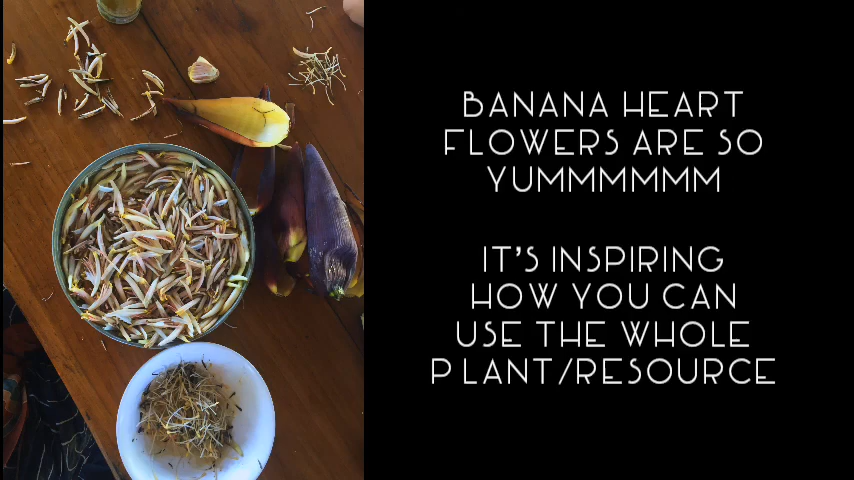 BANANA HEART
FLOWERS ARE SO
YUMMMMMM
IT'S INSPIRING
HOW YOU CAN
USE THE WHOLE
PLANT/RESOURCE